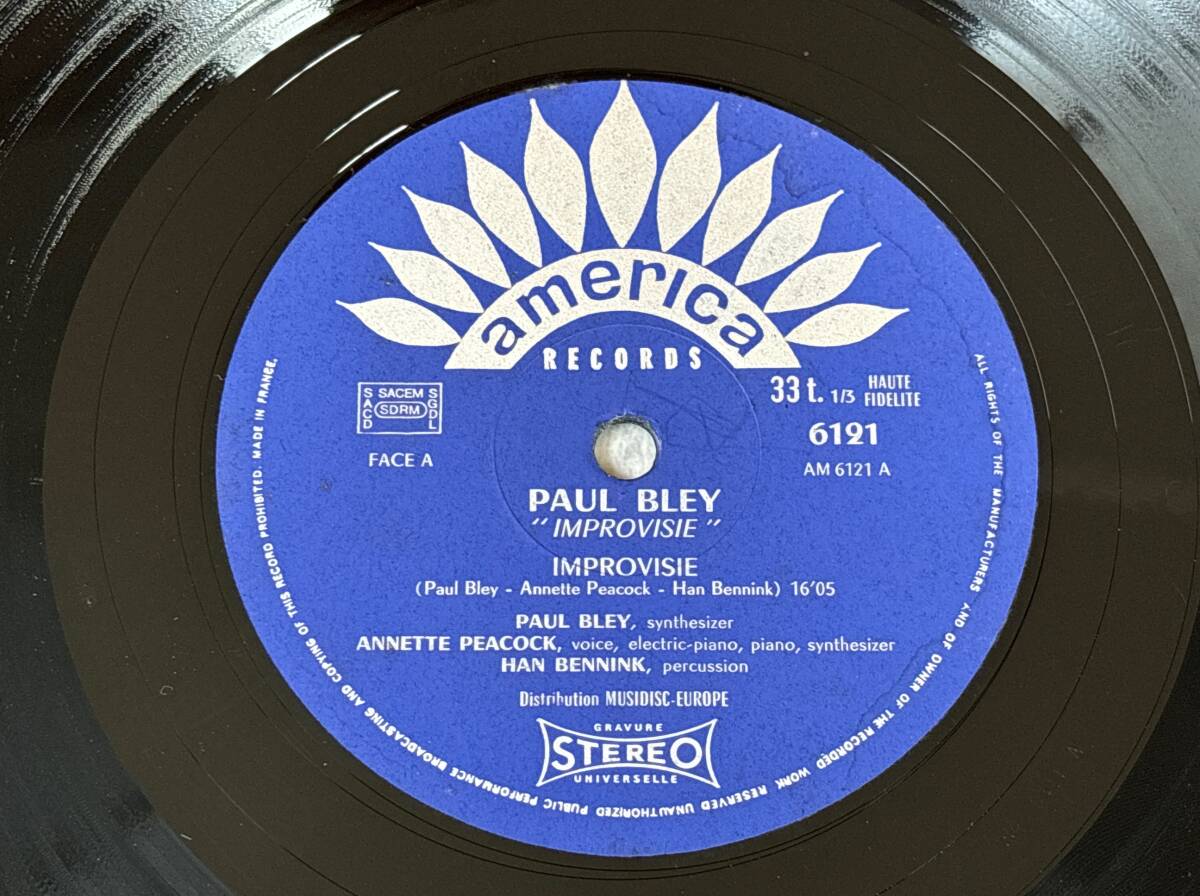 america
RECORDS
SACEM
SACD
SDRM
SGDL
33 t. 1/3 HAUTE FIDELITE
6121
AM 6121 A
FACE A
PAUL BLEY
"IMPROVISIE"
IMPROVISIE
(Paul Bley - Annette Peacock - Han Bennink) 16'05
PAUL BLEY, synthesizer
ANNETTE PEACOCK, voice, electric-piano, piano, synthesizer
HAN BENNINK, percussion
Distribution MUSIDISC-EUROPE
GRAVURE
STEREO
UNIVERSELLE
ALL RIGHTS OF THE MANUFACTURERS AND OF OWNER OF THE RECORDED WORK RESERVED UNAUTHORIZED PUBLIC PERFORMANCE BROADCASTING AND COPYING OF THIS RECORD PROHIBITED. MADE IN FRANCE.